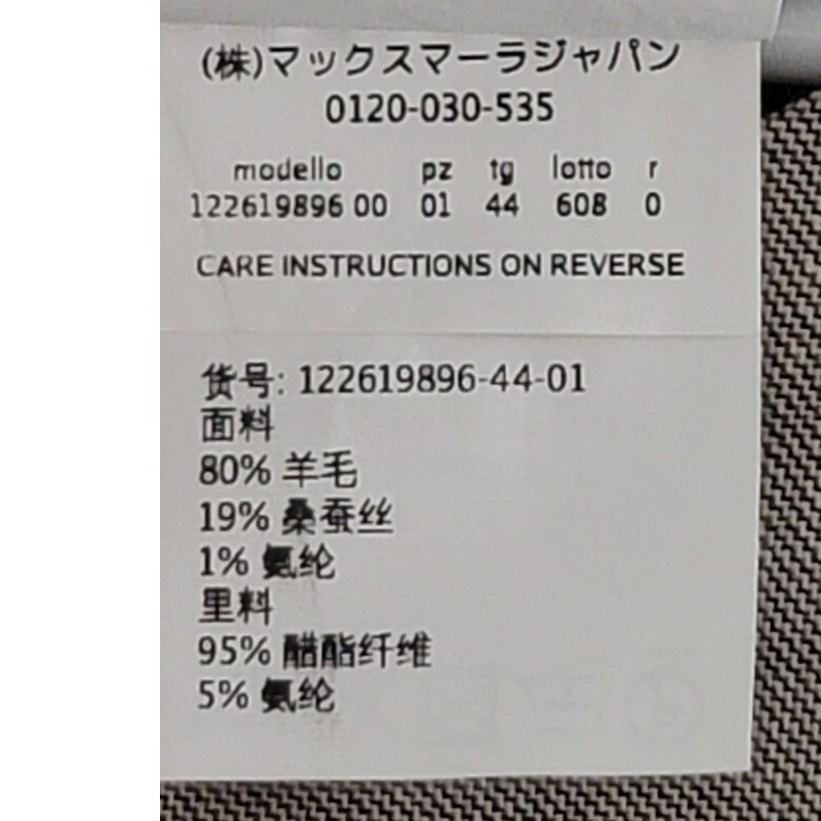 (株)マックスマーラジャパン
0120-030-535
modello pz tg lotto r
122619896 00 01 44 608 0
CARE INSTRUCTIONS ON REVERSE
货号: 122619896-44-01
面料
80% 羊毛
19% 桑蚕丝
1% 氨纶
里料
95% 醋酯纤维
5% 氨纶